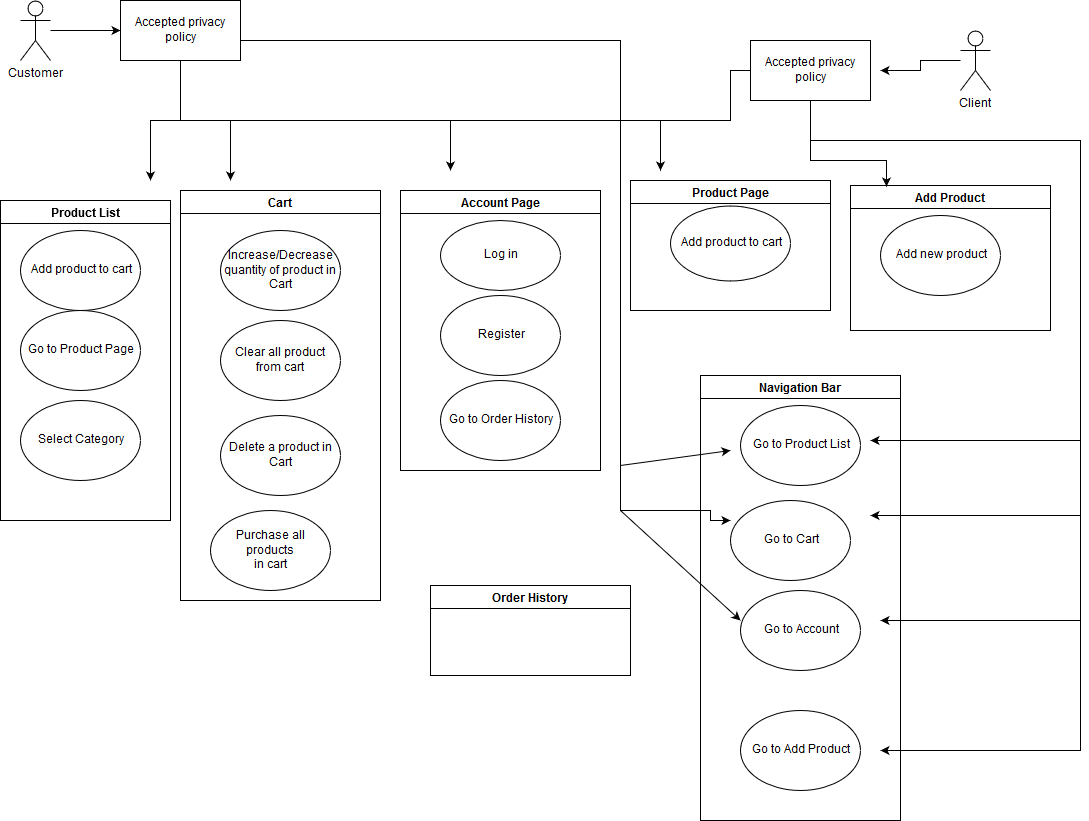 Customer
Accepted privacy
policy
Accepted privacy
policy
Client
Product List
Add product to cart
Go to Product Page
Select Category
Cart
Increase/Decrease
quantity of product in
Cart
Clear all product
from cart
Delete a product in
Cart
Purchase all
products
in cart
Account Page
Log in
Register
Go to Order History
Product Page
Add product to cart
Add Product
Add new product
Order History
Navigation Bar
Go to Product List
Go to Cart
Go to Account
Go to Add Product